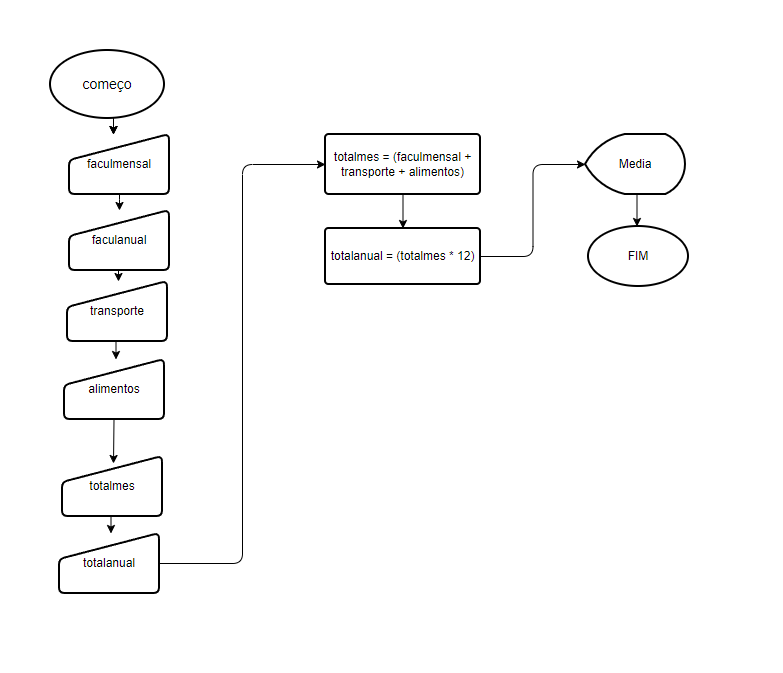 começo
faculmensal
faculanual
transporte
alimentos
totalmes
totalanual
totalmes = (faculmensal +
transporte + alimentos)
totalanual = (totalmes * 12)
Media
FIM